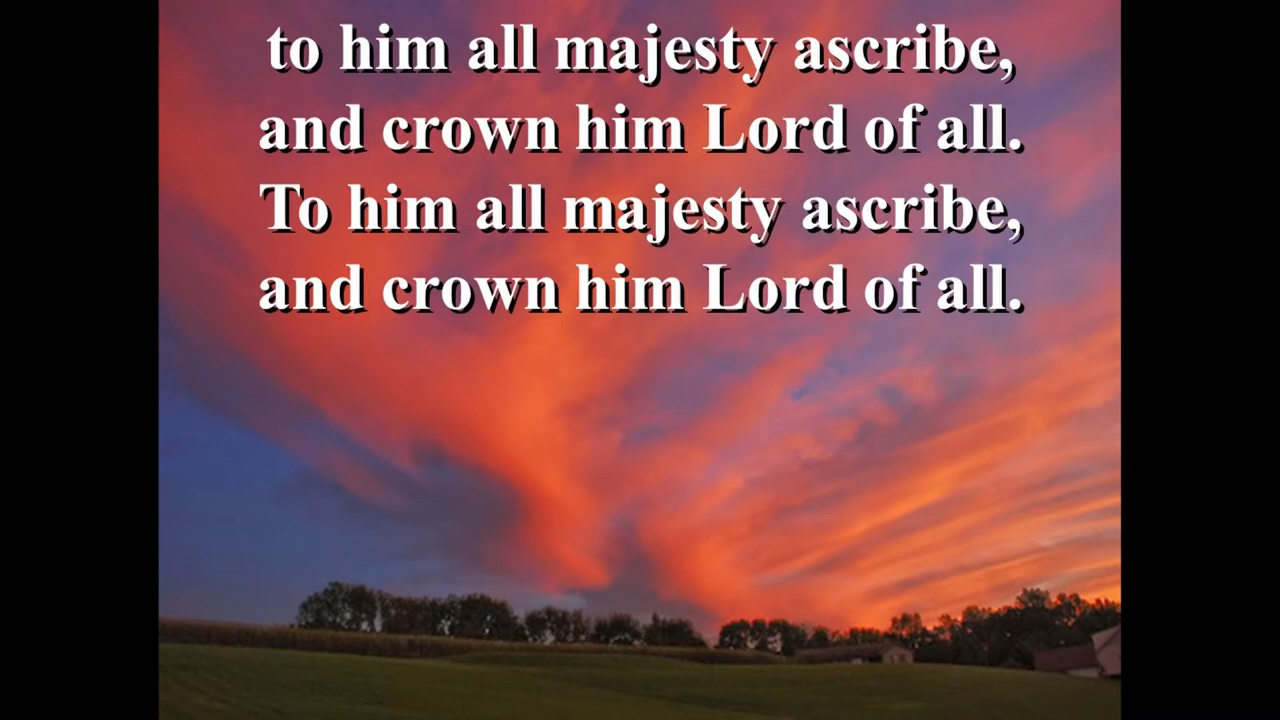 to him all majesty ascribe,
and crown him Lord of all.
To him all majesty ascribe,
and crown him Lord of all.